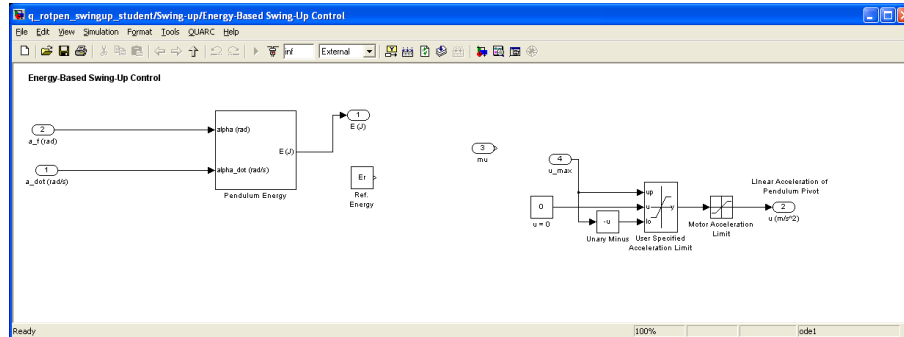 q_rotpen_swingup_student/Swing-up/Energy-Based Swing-Up Control
File Edit View Simulation Format Tools QUARC Help
inf External
Energy-Based Swing-Up Control
2
a_f (rad)
1
a_dot (rad/s)
alpha (rad)
alpha_dot (rad/s)
E (J)
Pendulum Energy
1
E (J)
Er
Ref.
Energy
3
mu
4
u_max
0
u = 0
-u
Unary Minus
up
u
lo
y
User Specified
Acceleration Limit
Motor Acceleration
Limit
LInear Acceleration of
Pendulum Pivot
2
u (m/s^2)
Ready
100%
ode1